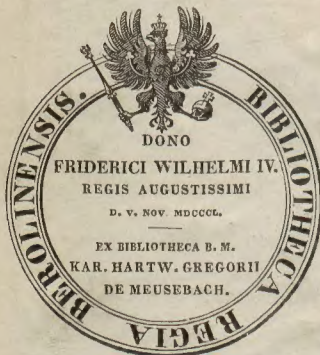 BIBLIOTHECA REGIA BEROLINENSIS.
DONO
FRIDERICI WILHELMI IV.
REGIS AUGUSTISSIMI
D. V. NOV. MDCCCL.
EX BIBLIOTHECA B. M.
KAR. HARTW. GREGORII
DE MEUSEBACH.